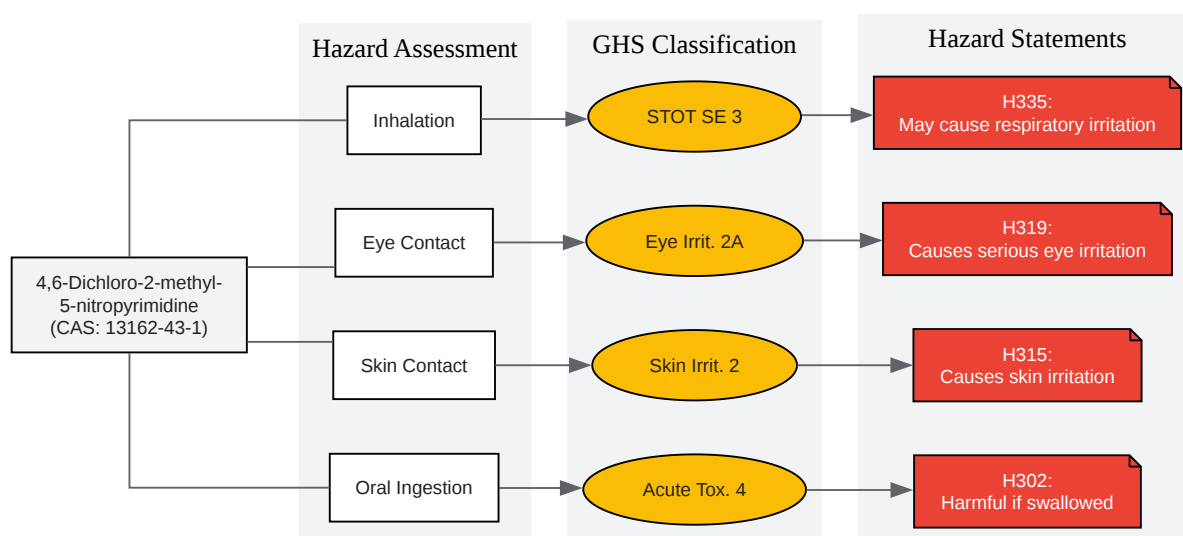 Hazard Assessment
GHS Classification
Hazard Statements
Inhalation
STOT SE 3
H335:
May cause respiratory irritation
Eye Contact
Eye Irrit. 2A
H319:
Causes serious eye irritation
4,6-Dichloro-2-methyl-
5-nitropyrimidine
(CAS: 13162-43-1)
Skin Contact
Skin Irrit. 2
H315:
Causes skin irritation
Oral Ingestion
Acute Tox. 4
H302:
Harmful if swallowed